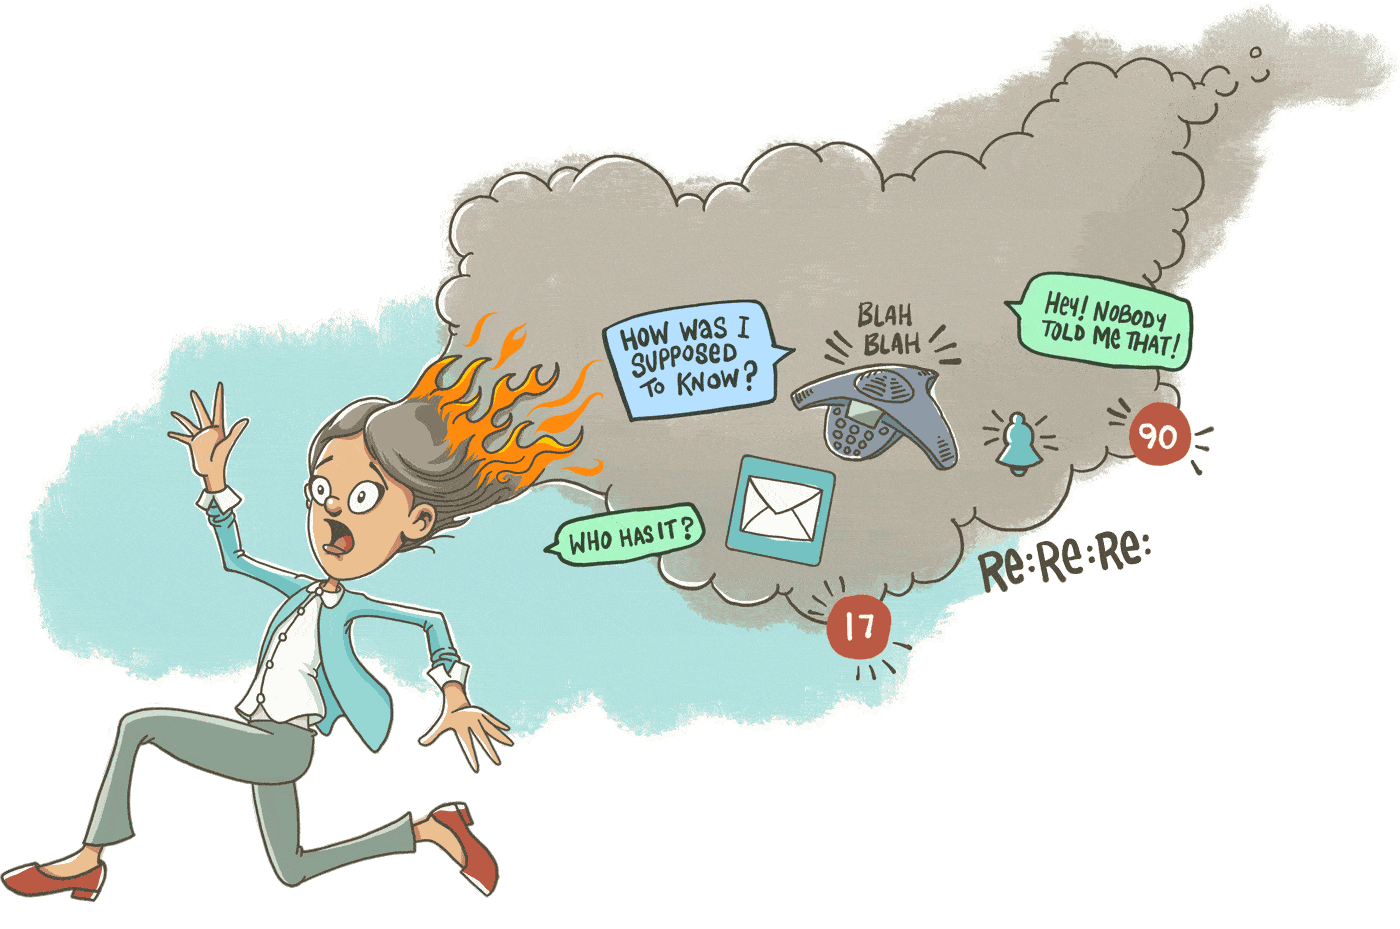 BLAH
BLAH
HOW WAS I
SUPPOSED
TO KNOW?
Hey! NOBODY
TOLD ME THAT!
90
WHO HAS IT?
Re:Re:Re:
17